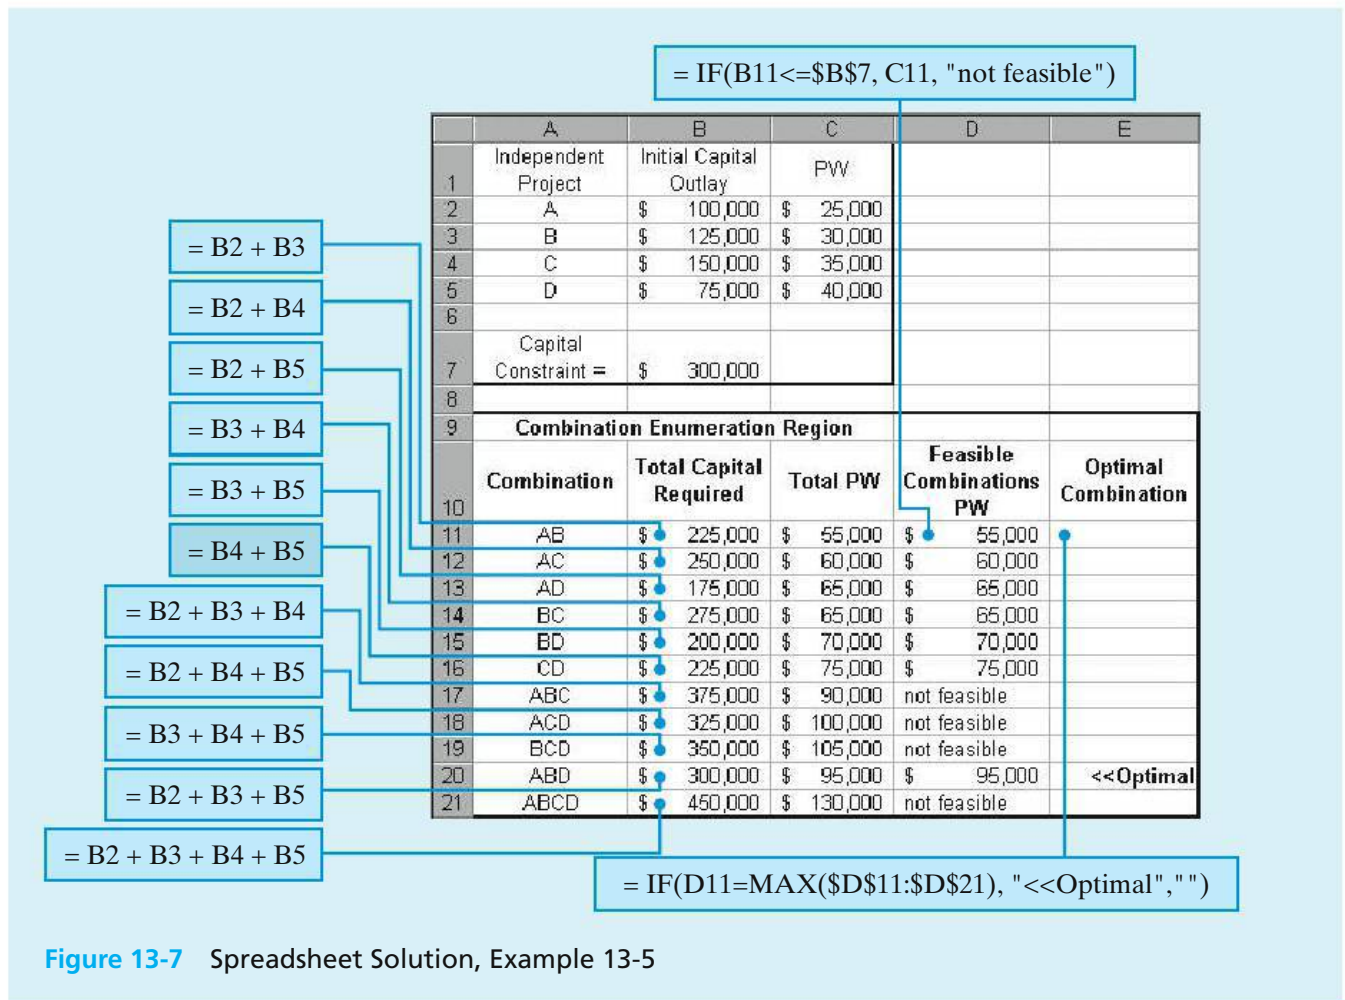 = IF(B11<=$B$7, C11, "not feasible")
A B C D E
1 Independent Project Initial Capital Outlay PW
2 A $ 100,000 $ 25,000
3 B $ 125,000 $ 30,000
4 C $ 150,000 $ 35,000
5 D $ 75,000 $ 40,000
6
7 Capital Constraint = $ 300,000
8
9 Combination Enumeration Region
10 Combination Total Capital Required Total PW Feasible Combinations PW Optimal Combination
11 AB $ 225,000 $ 55,000 $ 55,000
12 AC $ 250,000 $ 60,000 $ 60,000
13 AD $ 175,000 $ 65,000 $ 65,000
14 BC $ 275,000 $ 65,000 $ 65,000
15 BD $ 200,000 $ 70,000 $ 70,000
16 CD $ 225,000 $ 75,000 $ 75,000
17 ABC $ 375,000 $ 90,000 not feasible
18 ACD $ 325,000 $ 100,000 not feasible
19 BCD $ 350,000 $ 105,000 not feasible
20 ABD $ 300,000 $ 95,000 $ 95,000 <<Optimal
21 ABCD $ 450,000 $ 130,000 not feasible
= B2 + B3
= B2 + B4
= B2 + B5
= B3 + B4
= B3 + B5
= B4 + B5
= B2 + B3 + B4
= B2 + B4 + B5
= B3 + B4 + B5
= B2 + B3 + B5
= B2 + B3 + B4 + B5
= IF(D11=MAX($D$11:$D$21), "<<Optimal","")
Figure 13-7 Spreadsheet Solution, Example 13-5